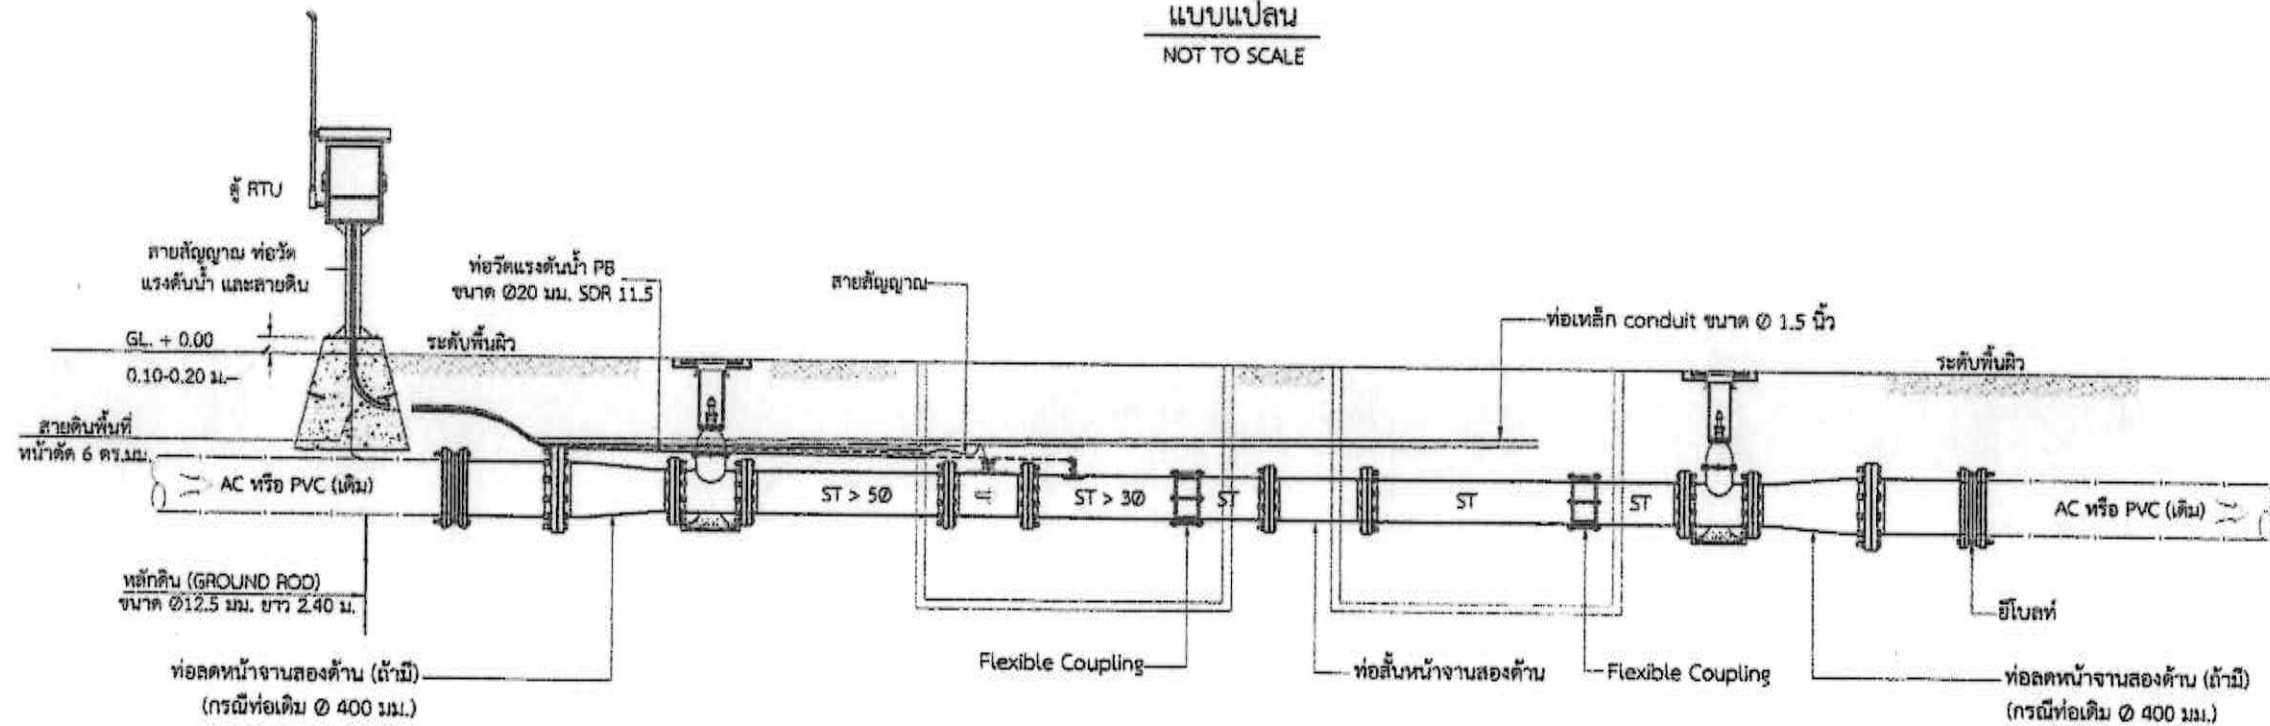 แบบแปลน
NOT TO SCALE
ตู้ RTU
สายสัญญาณ ท่อวัด
แรงดันน้ำ และสายดิน
ท่อวัดแรงดันน้ำ PB
ขนาด Ø20 มม. SDR 11.5
สายสัญญาณ
ท่อเหล็ก conduit ขนาด Ø 1.5 นิ้ว
GL. + 0.00
ระดับพื้นผิว
ระดับพื้นผิว
0.10-0.20 ม.
สายดินพื้นที่
หน้าตัด 6 ตร.มม.
AC หรือ PVC (เดิม)
ST > 5Ø
ST > 3Ø
ST
ST
ST
AC หรือ PVC (เดิม)
หลักดิน (GROUND ROD)
ขนาด Ø12.5 มม. ยาว 2.40 ม.
ยีโบลท์
ท่อลดหน้าจานสองด้าน (ถ้ามี)
(กรณีท่อเดิม Ø 400 มม.)
Flexible Coupling
ท่อสั้นหน้าจานสองด้าน
Flexible Coupling
ท่อลดหน้าจานสองด้าน (ถ้ามี)
(กรณีท่อเดิม Ø 400 มม.)